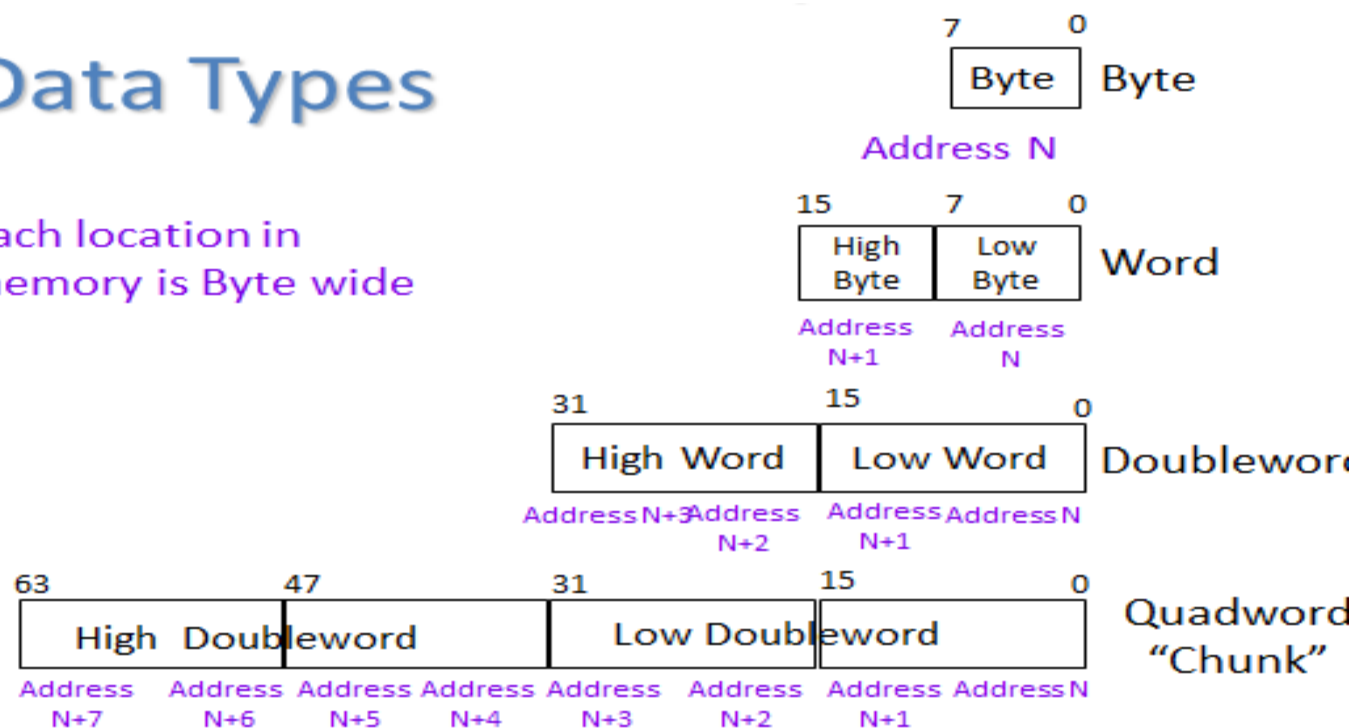 7 0
Data Types
Byte Byte
Address N
15 7 0
ach location in
High Low
Byte Byte
Word
emory is Byte wide
Address Address
N+1 N
31 15 0
High Word Low Word Doubleword
Address N+3 Address Address Address N
N+2 N+1
63 47 31 15 0
High Doubleword Low Doubleword
Quadword
“Chunk”
Address Address Address Address Address Address Address Address N
N+7 N+6 N+5 N+4 N+3 N+2 N+1